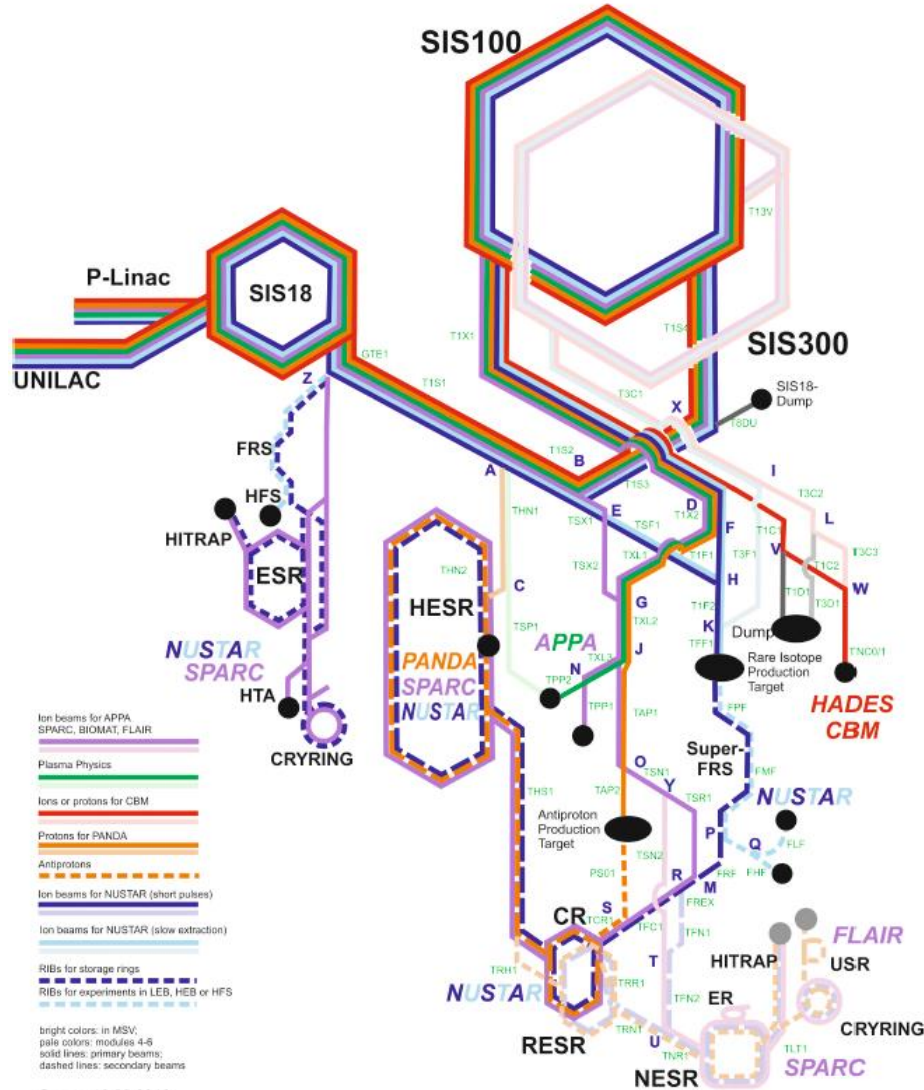 SIS100
T13V
P-Linac
SIS18
UNILAC
GTE1
T1X1
T1S4
SIS300
T1S1
Z
T3C1
X
SIS18-
Dump
T8DU
FRS
T1S2
B
A
I
HFS
THN1
TSX1
E
T1S3
D
T1X2
T3C2
HITRAP
TSF1
F
T1C1
L
TXL1
T1F1
T3F1
V
T1C2
T3C3
ESR
THN2
C
TSX2
H
W
HESR
TSP1
G
TXL2
T1F2
T1D1
T3D1
K
TFF1
Dump
NUSTAR
SPARC
PANDA
SPARC
NUSTAR
APPA
J
TXL3
N
TPP2
TPP1
Rare Isotope
Production
Target
TNC0/1
HTA
TAP1
FPF
HADES
CBM
CRYRING
Super-
FRS
O
TSN1
Y
FMF
NUSTAR
THS1
TAP2
TSR1
Antiproton
Production
Target
TSN2
P
Q
FLF
FHF
FRF
PS01
R
M
FREX
S
CR
TCR1
TFC1
TFN1
FLAIR
HITRAP
USR
T
TRH1
TRR1
NUSTAR
TFN2
ER
CRYRING
RESR
TRN1
U
TNR1
TLT1
NESR
SPARC
Ion beams for APPA
SPARC, BIOMAT, FLAIR
Plasma Physics
Ions or protons for CBM
Protons for PANDA
Antiprotons
Ion beams for NUSTAR (short pulses)
Ion beams for NUSTAR (slow extraction)
RIBs for storage rings
RIBs for experiments in LEB, HEB or HFS
bright colors: in MSV;
pale colors: modules 4-6
solid lines: primary beams;
dashed lines: secondary beams